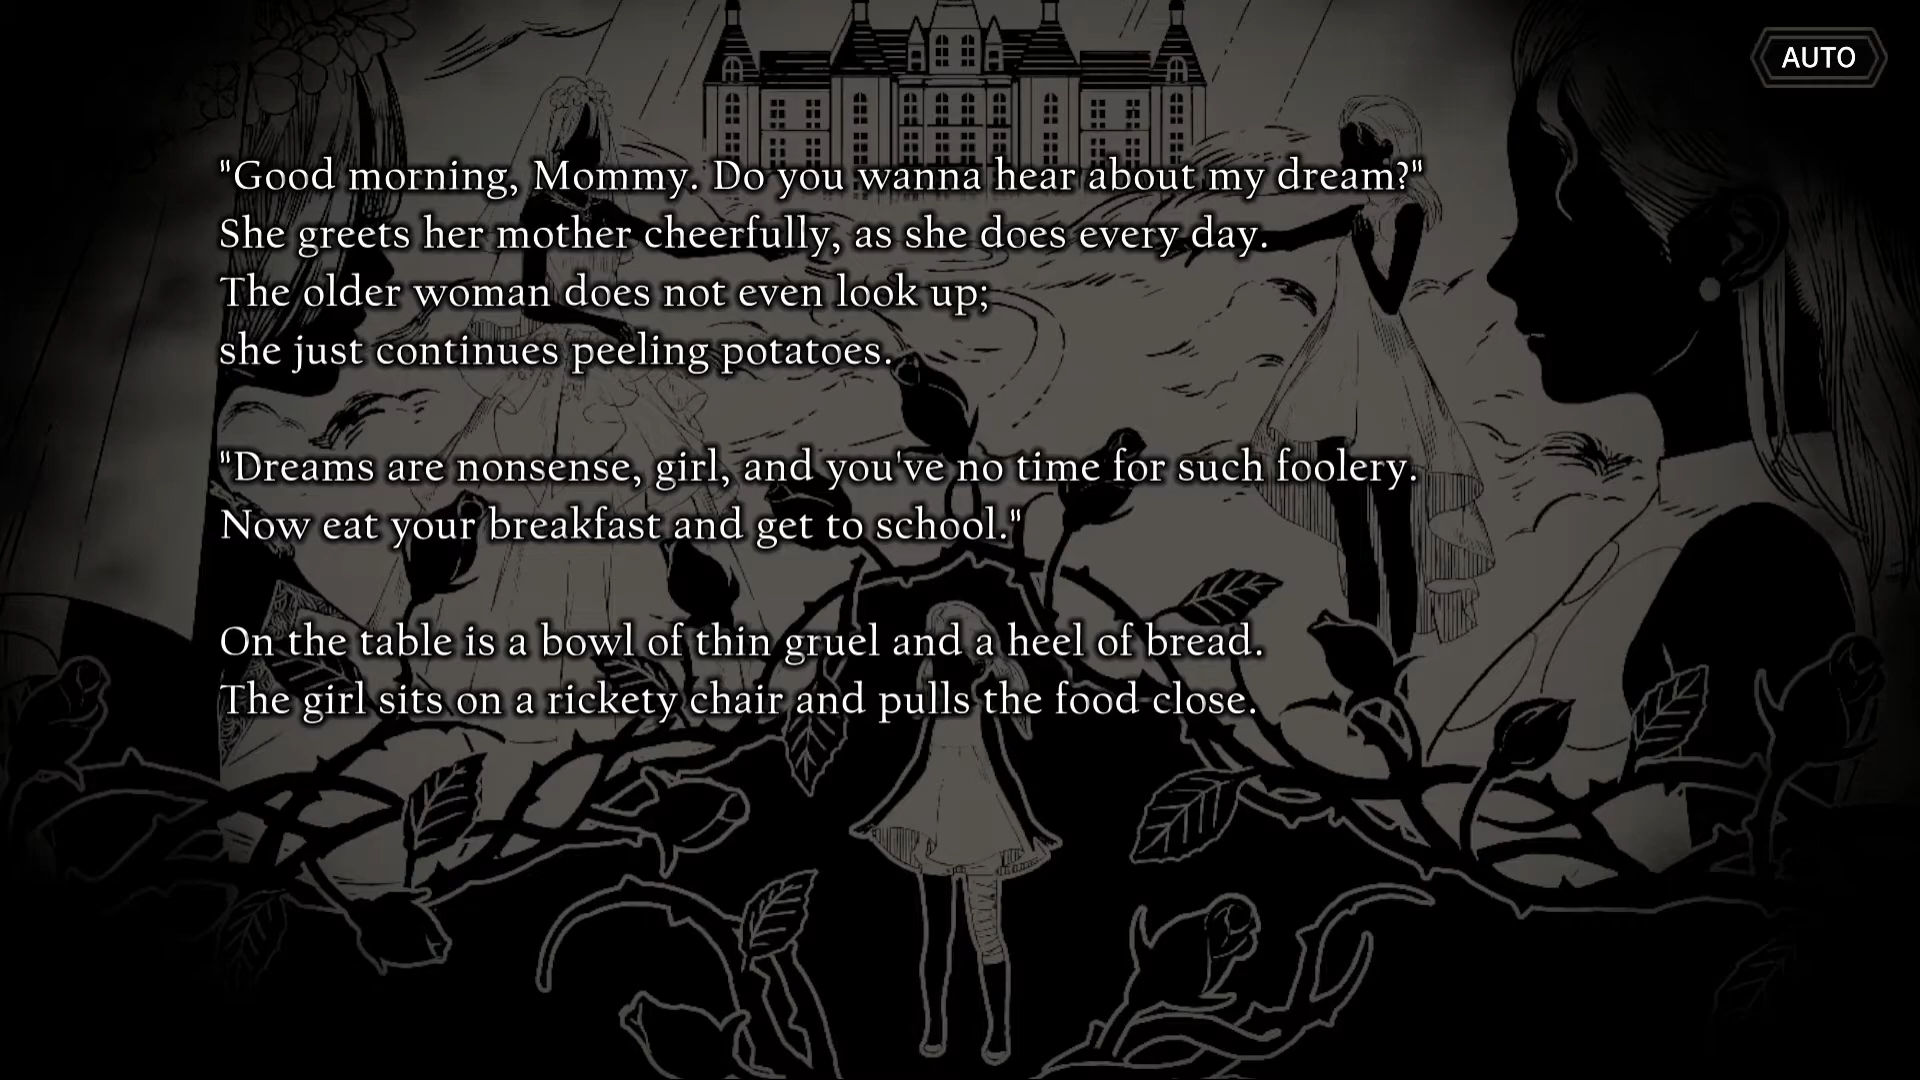 AUTO
"Good morning, Mommy. Do you wanna hear about my dream?"
She greets her mother cheerfully, as she does every day.
The older woman does not even look up;
she just continues peeling potatoes.
"Dreams are nonsense, girl, and you've no time for such foolery.
Now eat your breakfast and get to school."
On the table is a bowl of thin gruel and a heel of bread.
The girl sits on a rickety chair and pulls the food close.